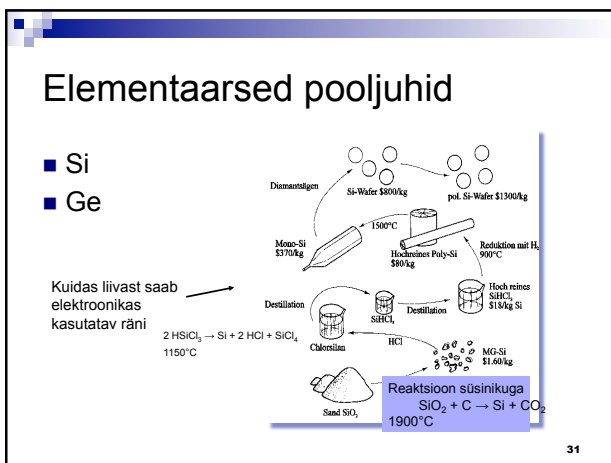 Elementaarsed pooljuhid
Si
Ge
Kuidas liivast saab
elektroonikas
kasutatav räni
2 HSiCl₃ → Si + 2 HCl + SiCl₄
1150°C
Diamantsägen
Si-Wafer $800/kg
pol. Si-Wafer $1300/kg
1500°C
Mono-Si
$370/kg
Hochreines Poly-Si
$80/kg
Reduktion mit H₂
900°C
Hoch reines
SiHCl₃
$18/kg Si
Destillation
SiHCl₃
Destillation
Chlorsilan
HCl
MG-Si
$1.60/kg
Sand SiO₂
Reaktsioon süsinikuga
SiO₂ + C → Si + CO₂
1900°C
31